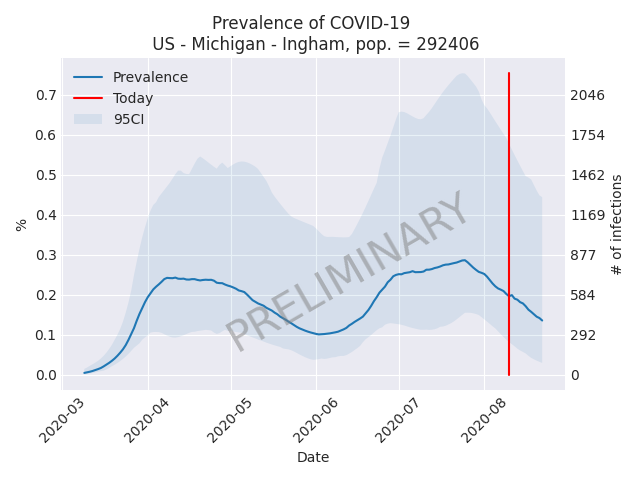 Prevalence of COVID-19
US - Michigan - Ingham, pop. = 292406
Prevalence
Today
95CI
0.7
0.6
0.5
0.4
0.3
0.2
0.1
0.0
%
2046
1754
1462
1169
877
584
292
0
# of infections
PRELIMINARY
2020-03
2020-04
2020-05
2020-06
2020-07
2020-08
Date